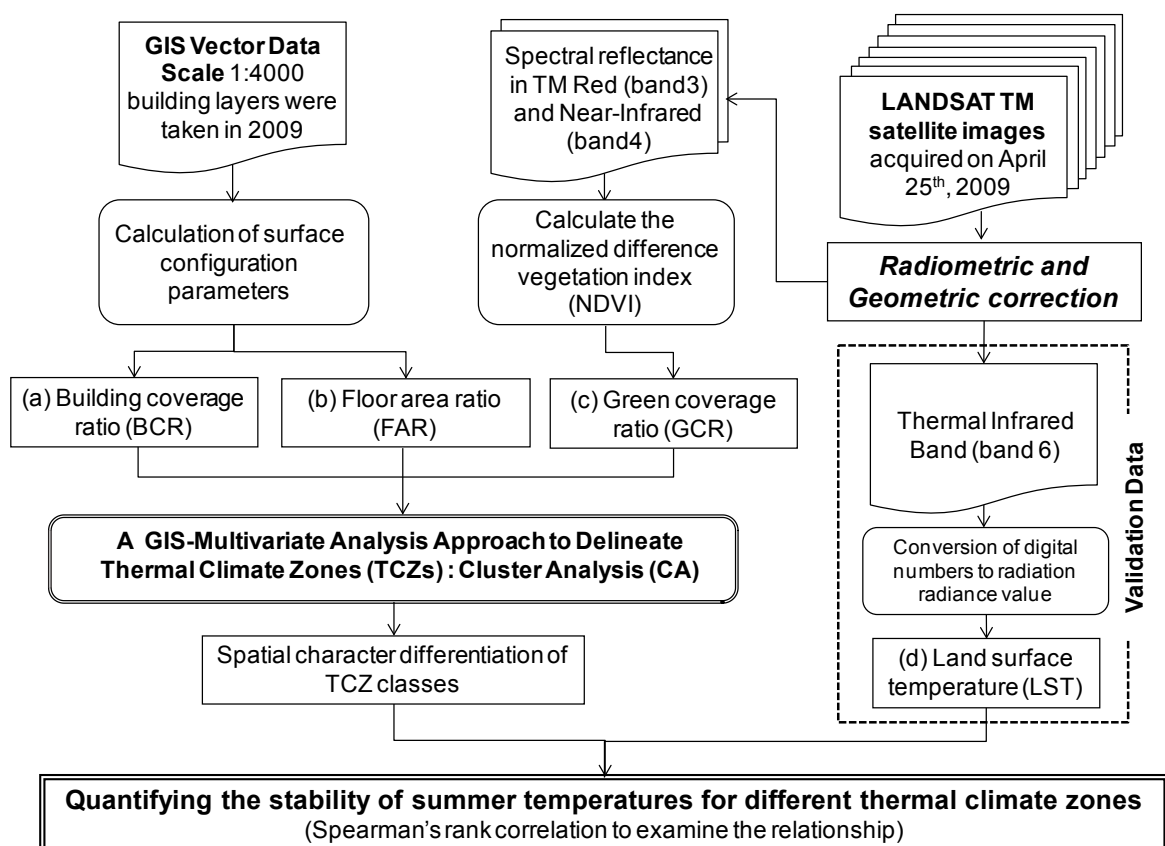 GIS Vector Data
Scale 1:4000
building layers were
taken in 2009
Spectral reflectance
in TM Red (band3)
and Near-Infrared
(band4)
LANDSAT TM
satellite images
acquired on April
25th, 2009
Calculation of surface
configuration
parameters
Calculate the
normalized difference
vegetation index
(NDVI)
Radiometric and
Geometric correction
(a) Building coverage
ratio (BCR)
(b) Floor area ratio
(FAR)
(c) Green coverage
ratio (GCR)
Thermal Infrared
Band (band 6)
Validation Data
A GIS-Multivariate Analysis Approach to Delineate
Thermal Climate Zones (TCZs) : Cluster Analysis (CA)
Conversion of digital
numbers to radiation
radiance value
Spatial character differentiation of
TCZ classes
(d) Land surface
temperature (LST)
Quantifying the stability of summer temperatures for different thermal climate zones
(Spearman's rank correlation to examine the relationship)